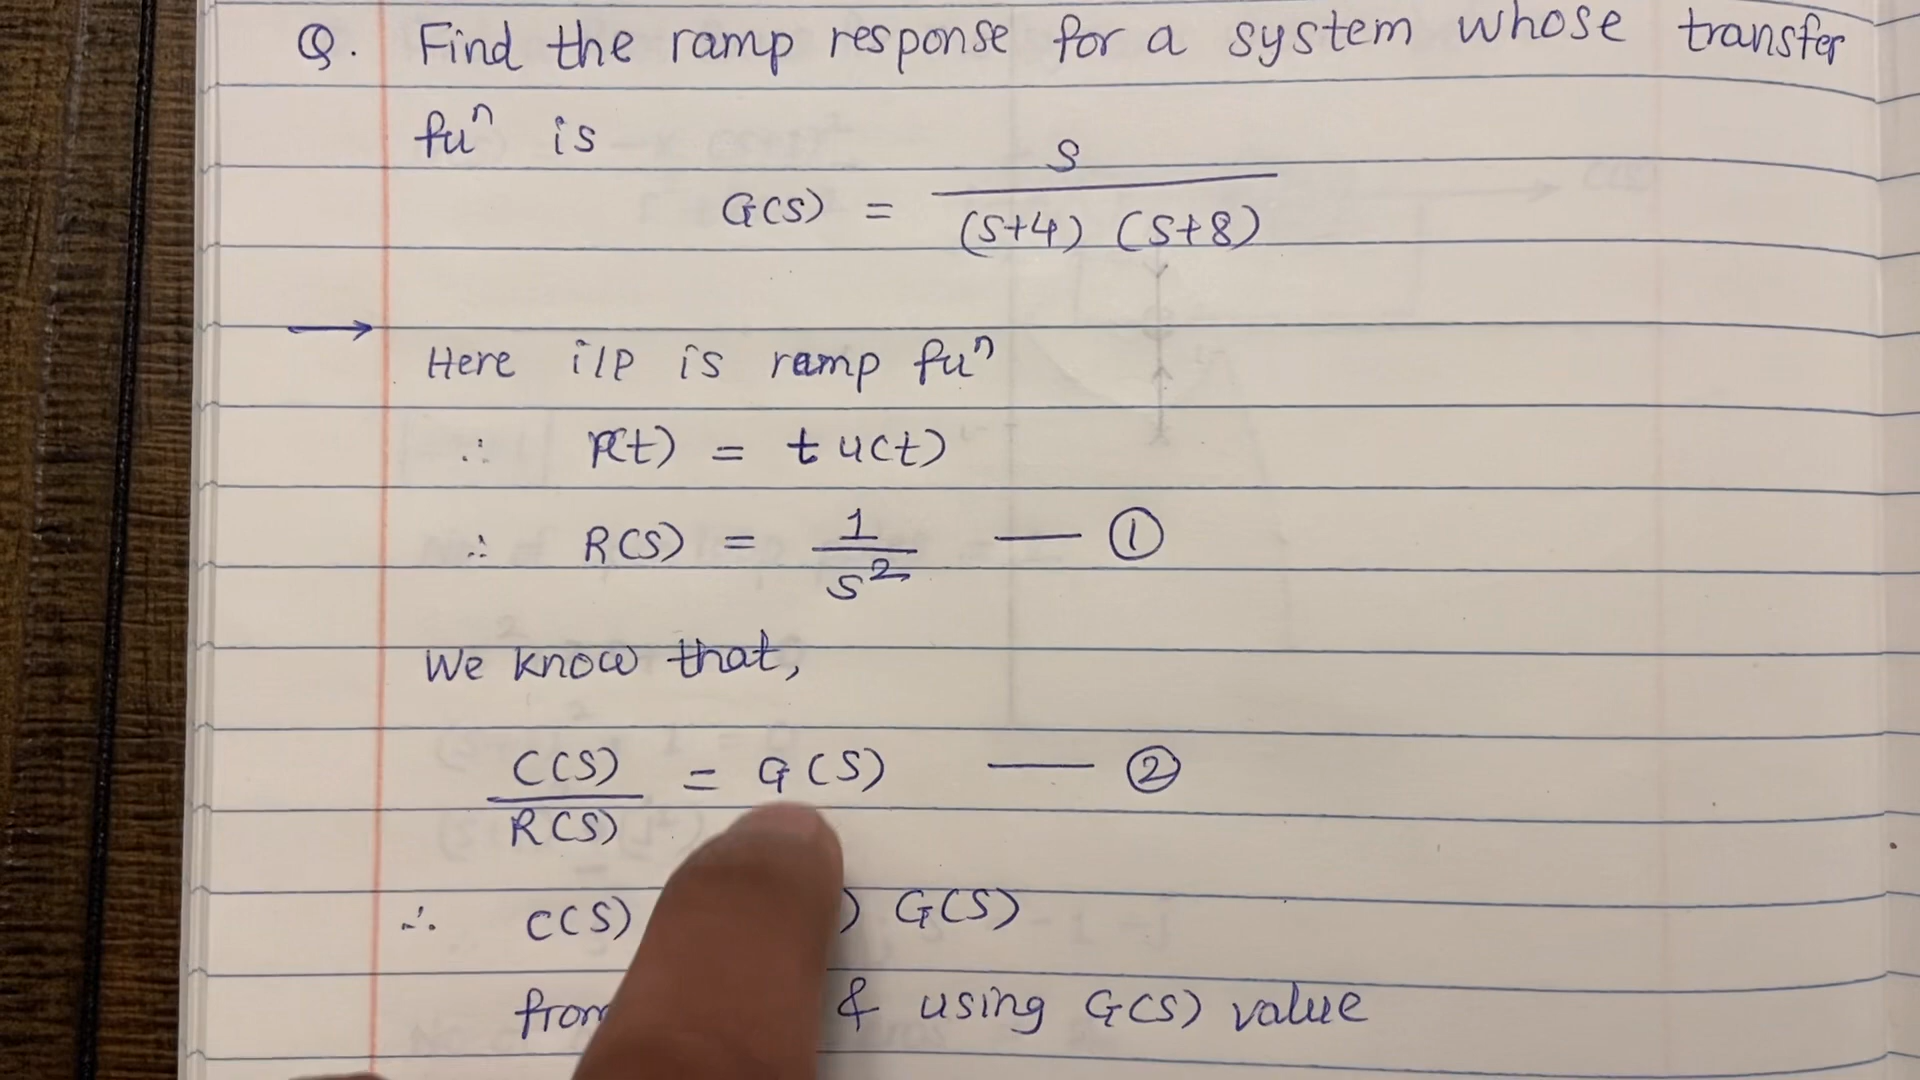 Q. Find the ramp response for a system whose transfer
fuⁿ is
G(S) = S / (S+4) (S+8)
→ Here i/p is ramp fuⁿ
∴ r(t) = t u(t)
∴ R(S) = 1 / S² — ①
We know that,
C(S) / R(S) = G(S) — ②
∴ C(S) ) G(S)
from & using G(S) value